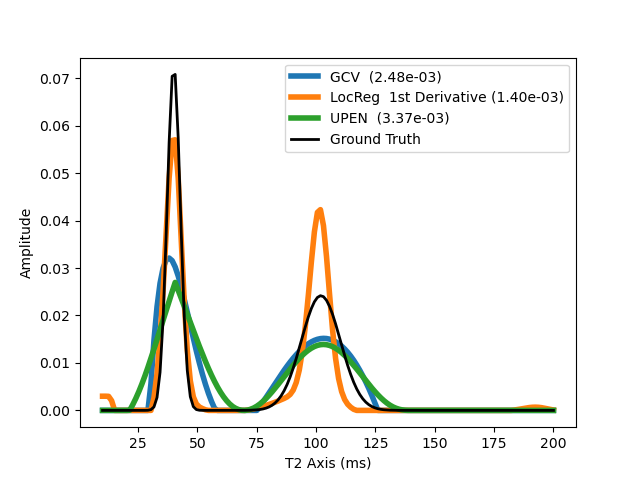 GCV  (2.48e-03)
LocReg  1st Derivative (1.40e-03)
UPEN  (3.37e-03)
Ground Truth
Amplitude
0.07
0.06
0.05
0.04
0.03
0.02
0.01
0.00
25 50 75 100 125 150 175 200
T2 Axis (ms)